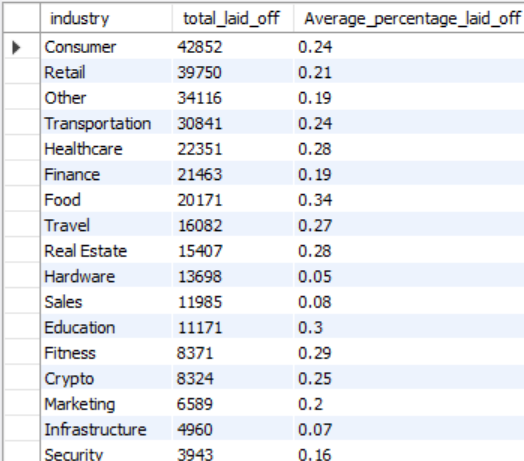 industry total_laid_off Average_percentage_laid_off
Consumer 42852 0.24
Retail 39750 0.21
Other 34116 0.19
Transportation 30841 0.24
Healthcare 22351 0.28
Finance 21463 0.19
Food 20171 0.34
Travel 16082 0.27
Real Estate 15407 0.28
Hardware 13698 0.05
Sales 11985 0.08
Education 11171 0.3
Fitness 8371 0.29
Crypto 8324 0.25
Marketing 6589 0.2
Infrastructure 4960 0.07
Security 3943 0.16